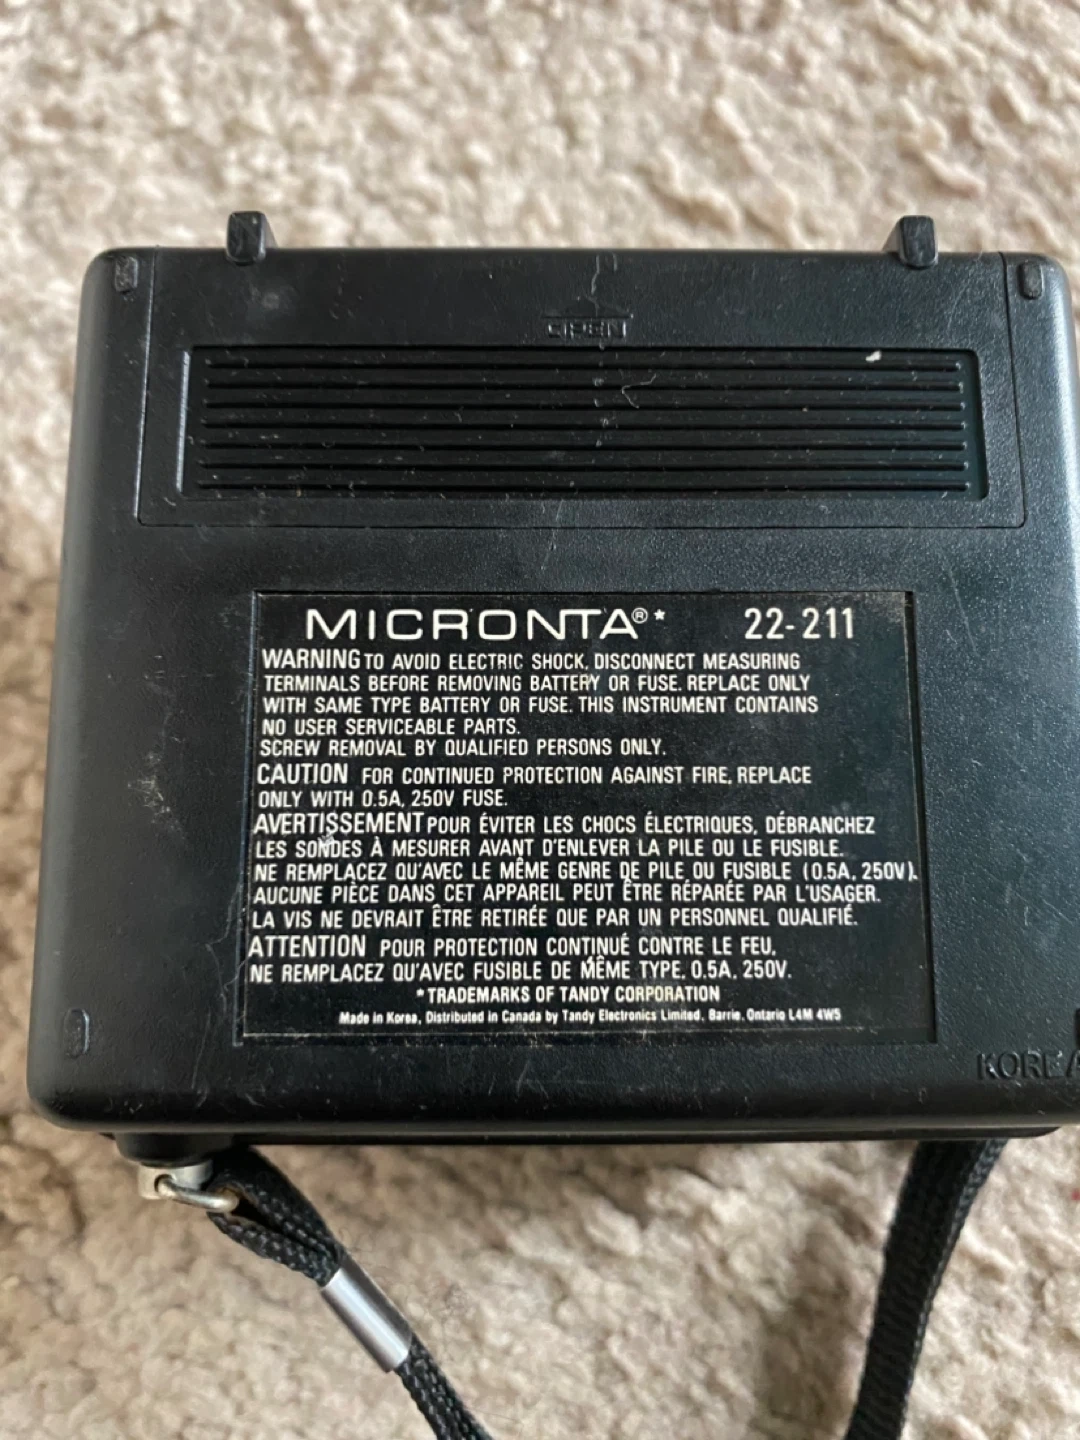 OPEN
MICRONTA®* 22-211
WARNING TO AVOID ELECTRIC SHOCK, DISCONNECT MEASURING
TERMINALS BEFORE REMOVING BATTERY OR FUSE. REPLACE ONLY
WITH SAME TYPE BATTERY OR FUSE. THIS INSTRUMENT CONTAINS
NO USER SERVICEABLE PARTS.
SCREW REMOVAL BY QUALIFIED PERSONS ONLY.
CAUTION FOR CONTINUED PROTECTION AGAINST FIRE, REPLACE
ONLY WITH 0.5A, 250V FUSE.
AVERTISSEMENT POUR ÉVITER LES CHOCS ÉLECTRIQUES, DÉBRANCHEZ
LES SONDES À MESURER AVANT D'ENLEVER LA PILE OU LE FUSIBLE.
NE REMPLACEZ QU'AVEC LE MÊME GENRE DE PILE OU FUSIBLE (0.5A, 250V).
AUCUNE PIÈCE DANS CET APPAREIL PEUT ÊTRE RÉPARÉE PAR L'USAGER.
LA VIS NE DEVRAIT ÊTRE RETIRÉE QUE PAR UN PERSONNEL QUALIFIÉ.
ATTENTION POUR PROTECTION CONTINUÉ CONTRE LE FEU,
NE REMPLACEZ QU'AVEC FUSIBLE DE MÊME TYPE, 0.5A, 250V.
*TRADEMARKS OF TANDY CORPORATION
Made in Korea, Distributed in Canada by Tandy Electronics Limited, Barrie, Ontario L4M 4W5
KOREA